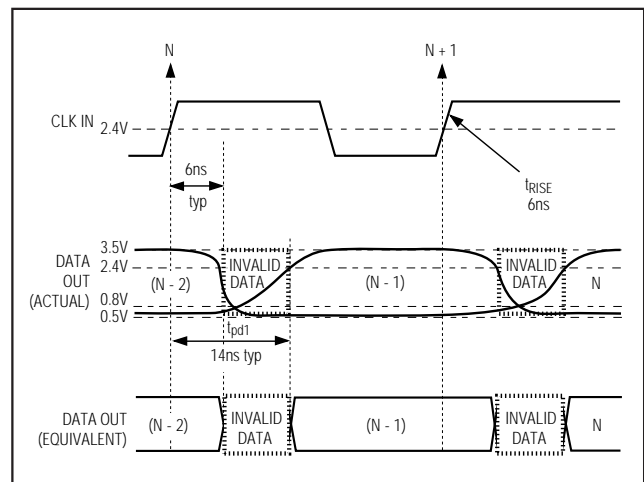 N
N + 1
CLK IN
2.4V
6ns
typ
tRISE
6ns
3.5V
2.4V
DATA
OUT
(ACTUAL)
0.8V
0.5V
(N - 2)
INVALID
DATA
(N - 1)
INVALID
DATA
N
tpd1
14ns typ
DATA OUT
(EQUIVALENT)
(N - 2)
INVALID
DATA
(N - 1)
INVALID
DATA
N